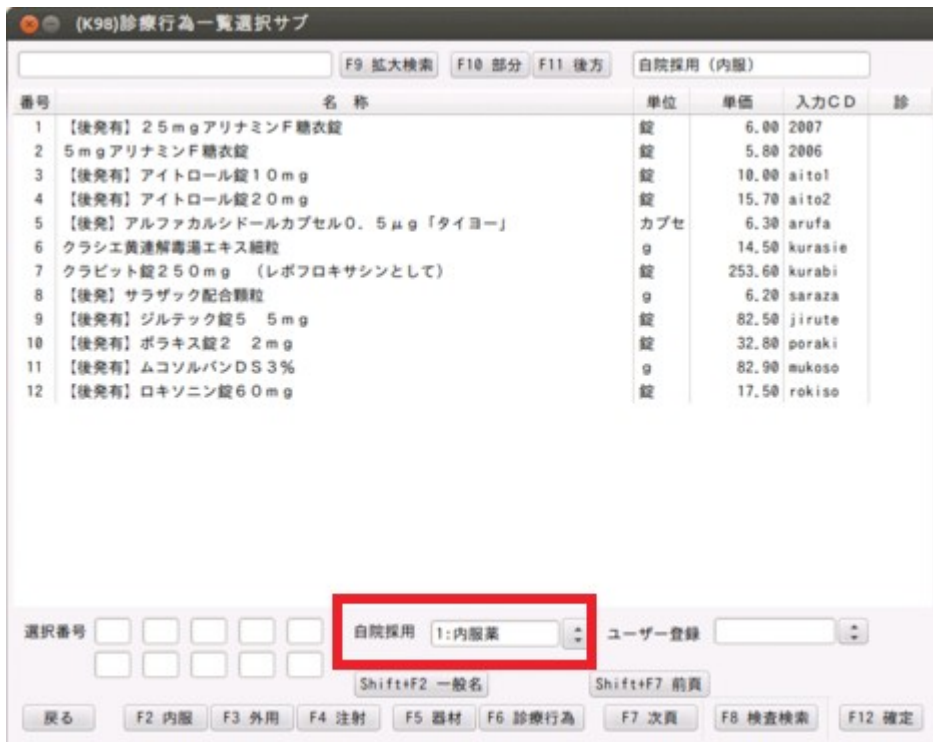 (K98)診療行為一覧選択サブ
F9 拡大検索 F10 部分 F11 後方 自院採用（内服）
番号 名 称 単位 単価 入力CD 診
1 【後発有】２５ｍｇアリナミンＦ糖衣錠 錠 6.00 2007
2 ５ｍｇアリナミンＦ糖衣錠 錠 5.80 2006
3 【後発有】アイトロール錠１０ｍｇ 錠 10.00 aito1
4 【後発有】アイトロール錠２０ｍｇ 錠 15.70 aito2
5 【後発】アルファカルシドールカプセル０．５μｇ「タイヨー」 カプセ 6.30 arufa
6 クラシエ黄連解毒湯エキス細粒 g 14.50 kurasie
7 クラビット錠２５０ｍｇ （レボフロキサシンとして） 錠 253.60 kurabi
8 【後発】サラザック配合顆粒 g 6.20 saraza
9 【後発有】ジルテック錠５ ５ｍｇ 錠 82.50 jirute
10 【後発有】ポラキス錠２ ２ｍｇ 錠 32.80 poraki
11 【後発有】ムコソルバンＤＳ３％ g 82.90 mukoso
12 【後発有】ロキソニン錠６０ｍｇ 錠 17.50 rokiso
選択番号 自院採用 1:内服薬 ユーザー登録
Shift+F2 一般名 Shift+F7 前頁
戻る F2 内服 F3 外用 F4 注射 F5 器材 F6 診療行為 F7 次頁 F8 検査検索 F12 確定